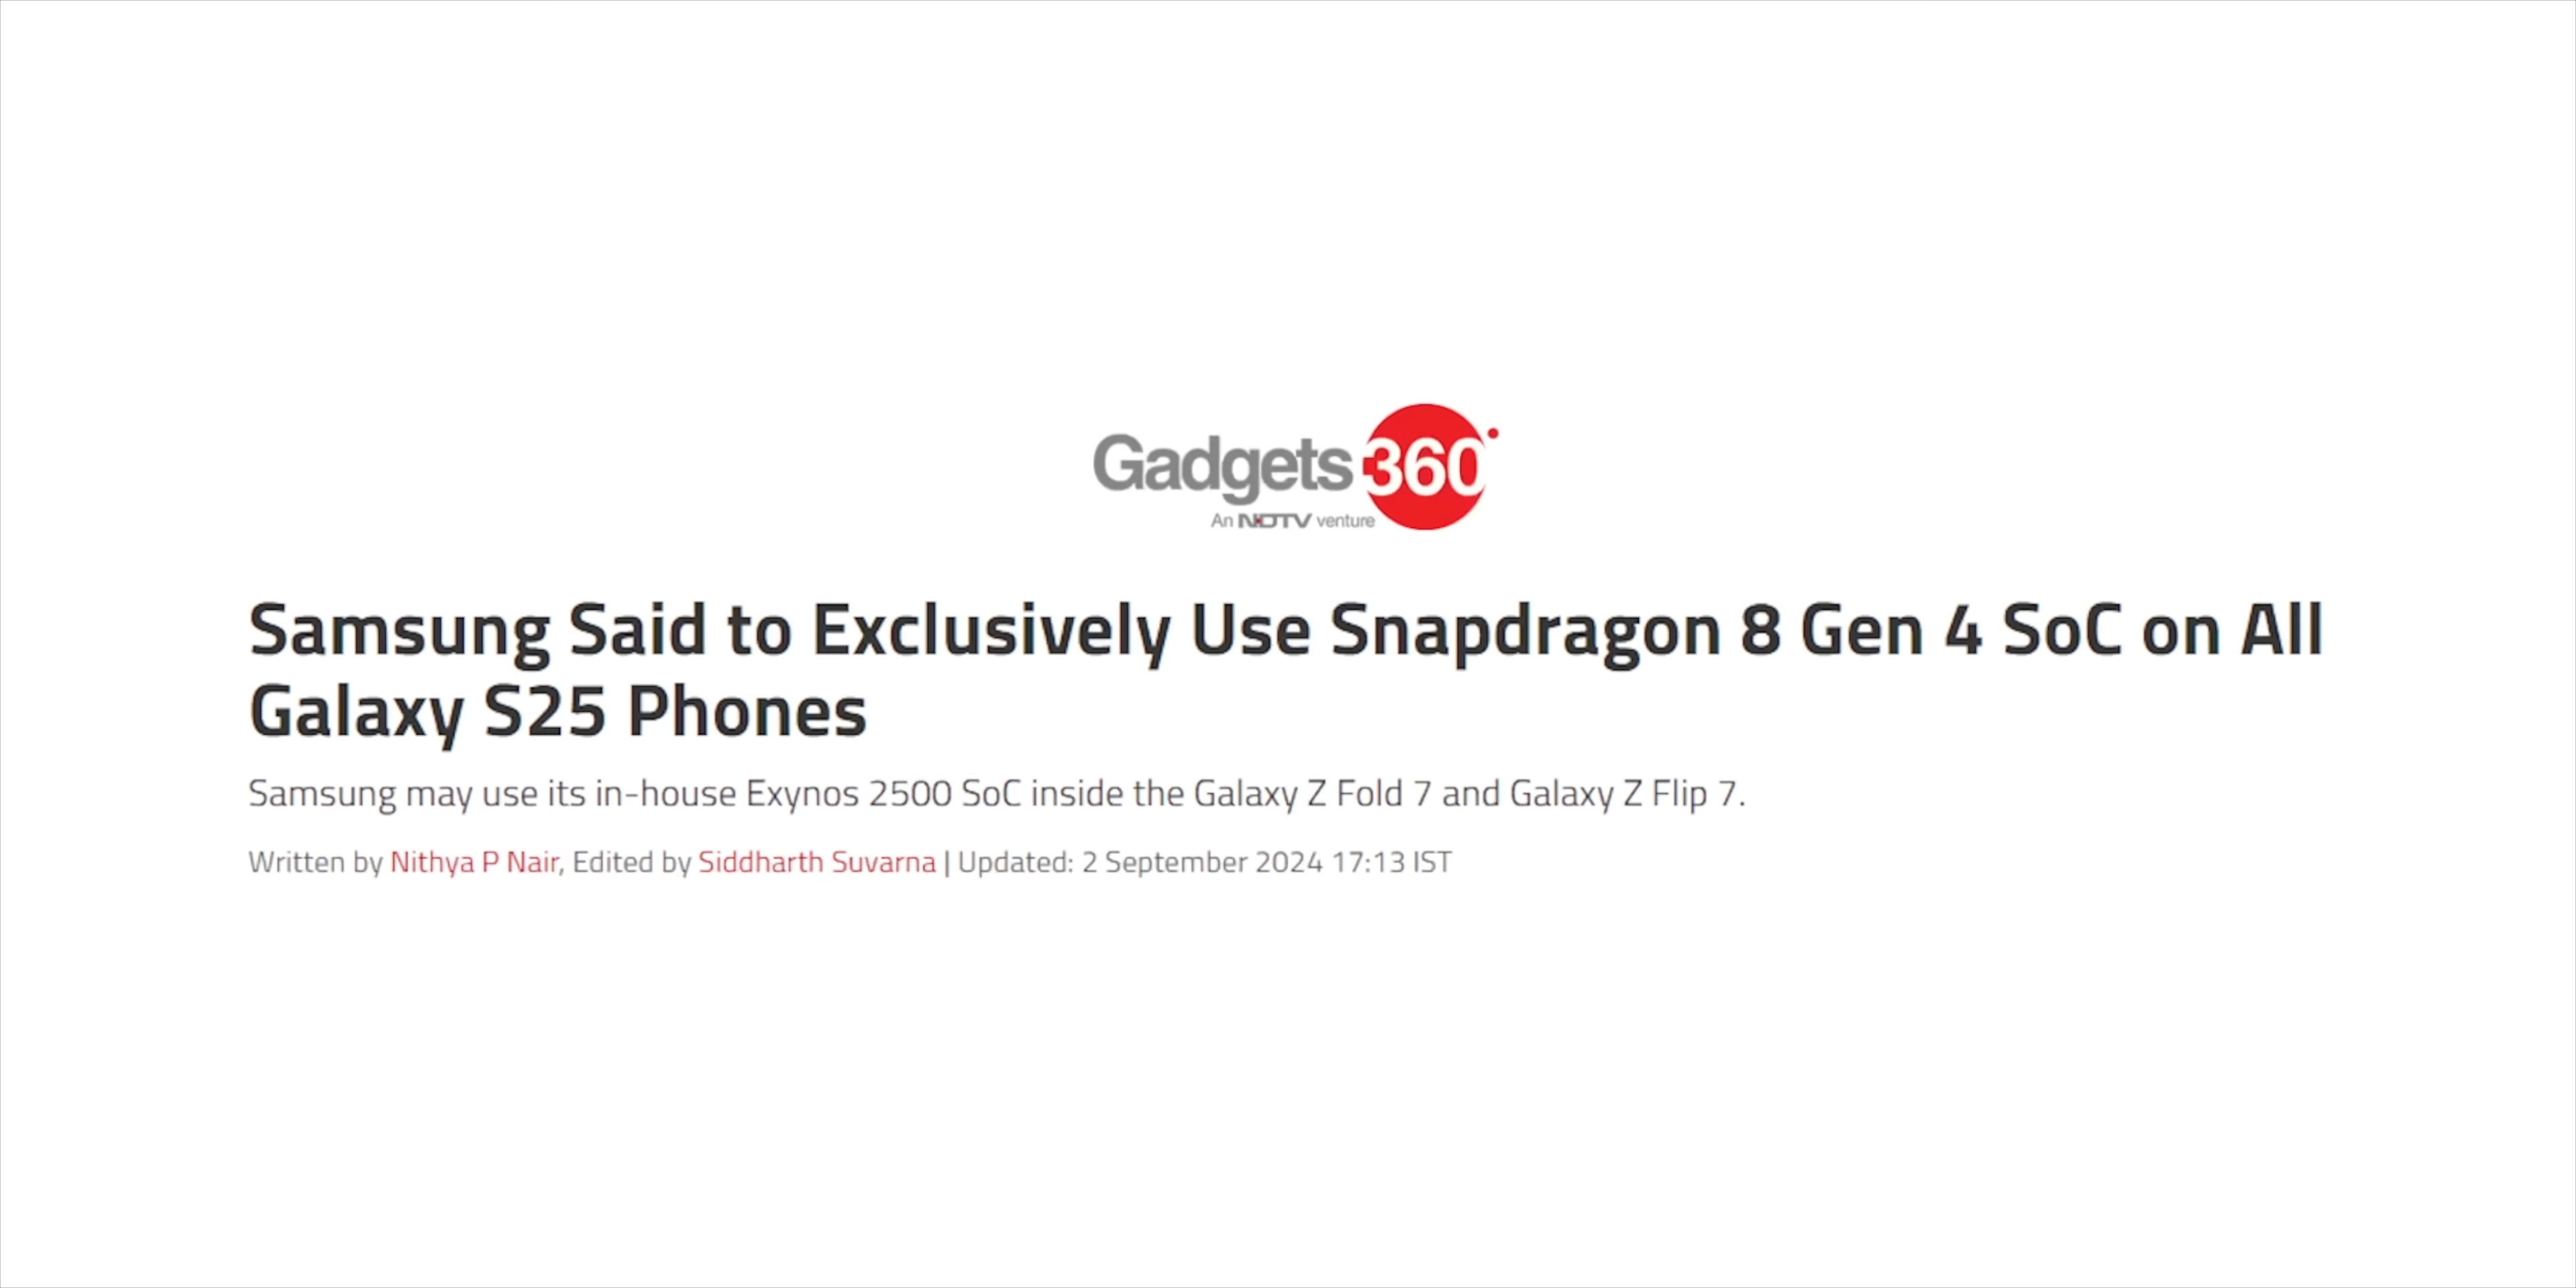 Gadgets 360°
An NDTV venture
Samsung Said to Exclusively Use Snapdragon 8 Gen 4 SoC on All
Galaxy S25 Phones
Samsung may use its in-house Exynos 2500 SoC inside the Galaxy Z Fold 7 and Galaxy Z Flip 7.
Written by Nithya P Nair, Edited by Siddharth Suvarna | Updated: 2 September 2024 17:13 IST